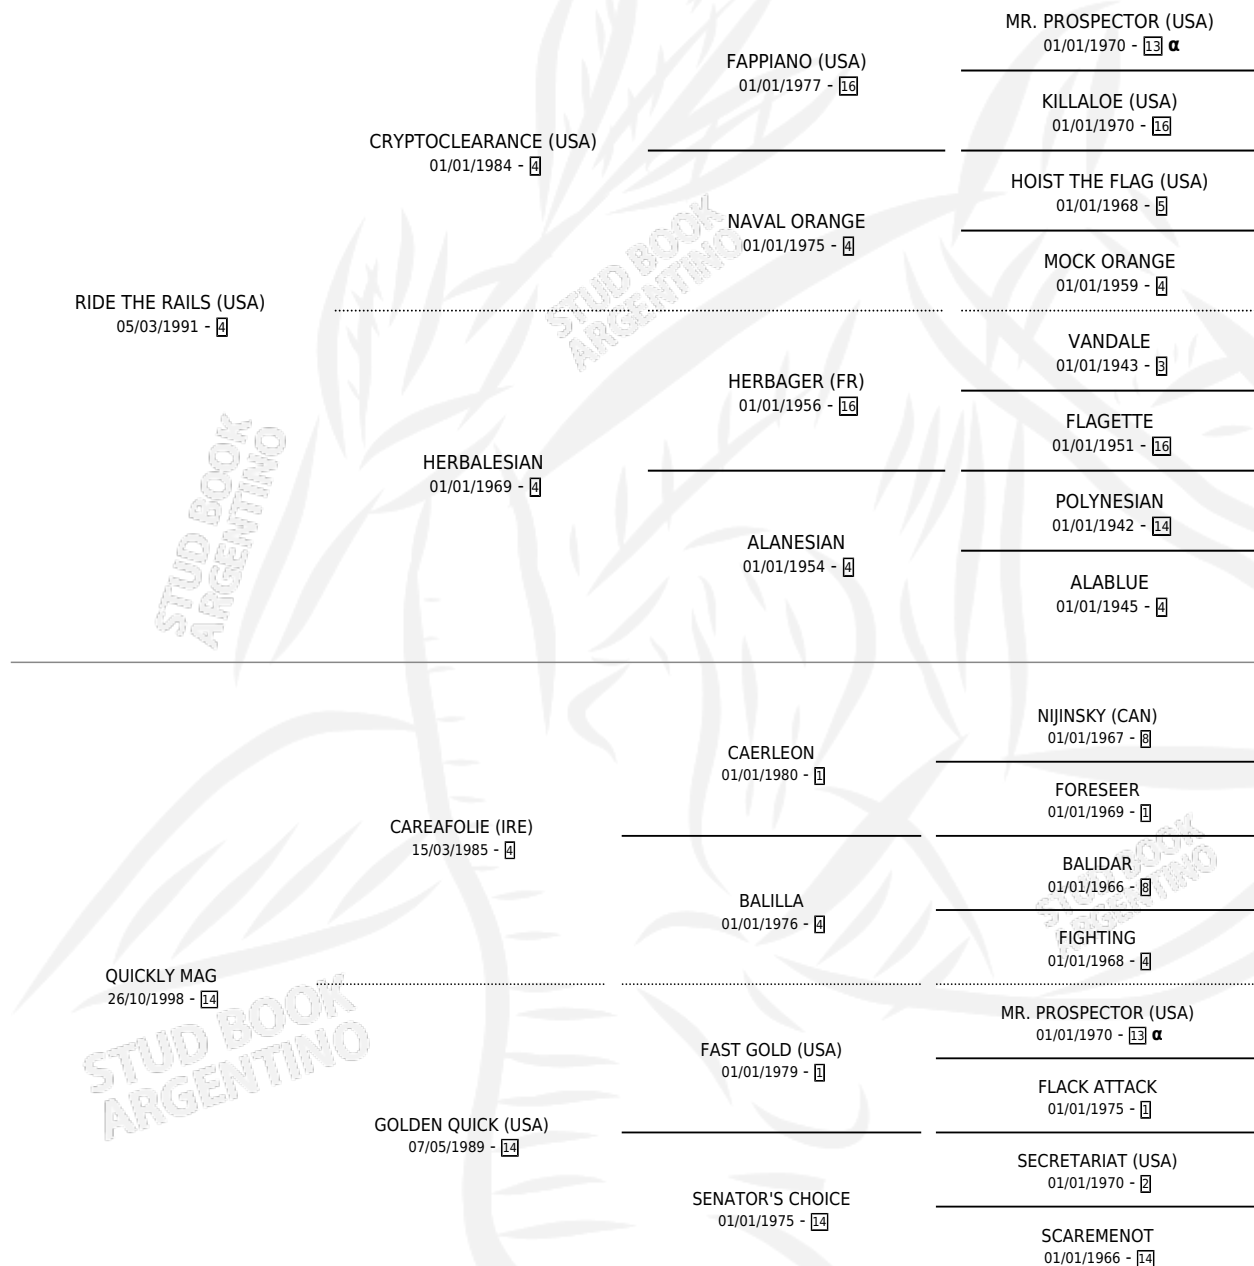 MR. PROSPECTOR (USA)
01/01/1970 - 13 α
FAPPIANO (USA)
01/01/1977 - 16
KILLALOE (USA)
01/01/1970 - 16
CRYPTOCLEARANCE (USA)
01/01/1984 - 4
HOIST THE FLAG (USA)
01/01/1968 - 5
NAVAL ORANGE
01/01/1975 - 4
MOCK ORANGE
01/01/1959 - 4
STUD BOOK
ARGENTINO
RIDE THE RAILS (USA)
05/03/1991 - 4
VANDALE
01/01/1943 - 3
HERBAGER (FR)
01/01/1956 - 16
FLAGETTE
01/01/1951 - 16
HERBALESIAN
01/01/1969 - 4
POLYNESIAN
01/01/1942 - 14
ALANESIAN
01/01/1954 - 4
ALABLUE
01/01/1945 - 4
STUD BOOK
ARGENTINO
NIJINSKY (CAN)
01/01/1967 - 8
CAERLEON
01/01/1980 - 1
FORESEER
01/01/1969 - 1
CAREAFOLIE (IRE)
15/03/1985 - 4
BALIDAR
01/01/1966 - 8
BALILLA
01/01/1976 - 4
FIGHTING
01/01/1968 - 4
STUD BOOK
ARGENTINO
QUICKLY MAG
26/10/1998 - 14
MR. PROSPECTOR (USA)
01/01/1970 - 13 α
FAST GOLD (USA)
01/01/1979 - 1
FLACK ATTACK
01/01/1975 - 1
STUD BOOK
ARGENTINO
GOLDEN QUICK (USA)
07/05/1989 - 14
SECRETARIAT (USA)
01/01/1970 - 2
SENATOR'S CHOICE
01/01/1975 - 14
SCAREMENOT
01/01/1966 - 14